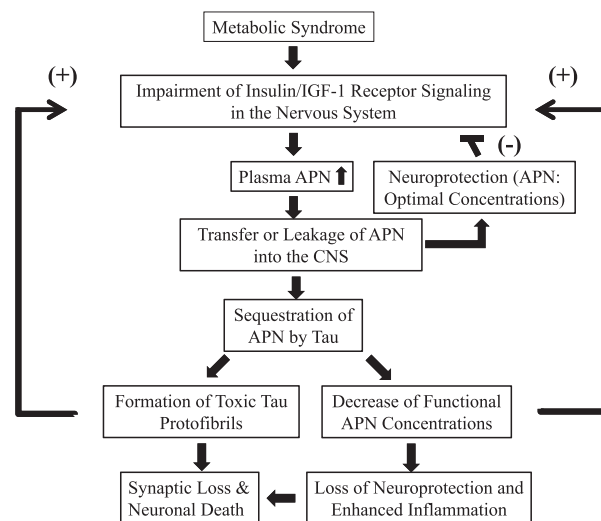 Metabolic Syndrome
(+)
(+)
Impairment of Insulin/IGF-1 Receptor Signaling
in the Nervous System
(-)
Plasma APN
Neuroprotection (APN:
Optimal Concentrations)
Transfer or Leakage of APN
into the CNS
Sequestration of
APN by Tau
Formation of Toxic Tau
Protofibrils
Decrease of Functional
APN Concentrations
Synaptic Loss &
Neuronal Death
Loss of Neuroprotection and
Enhanced Inflammation